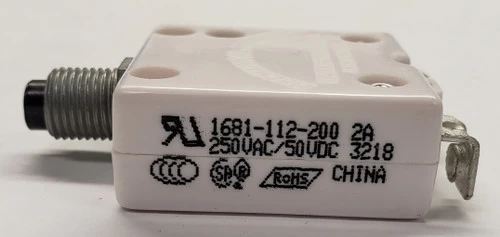 1681-112-200 2A
250VAC/50VDC 3218
RoHS CHINA